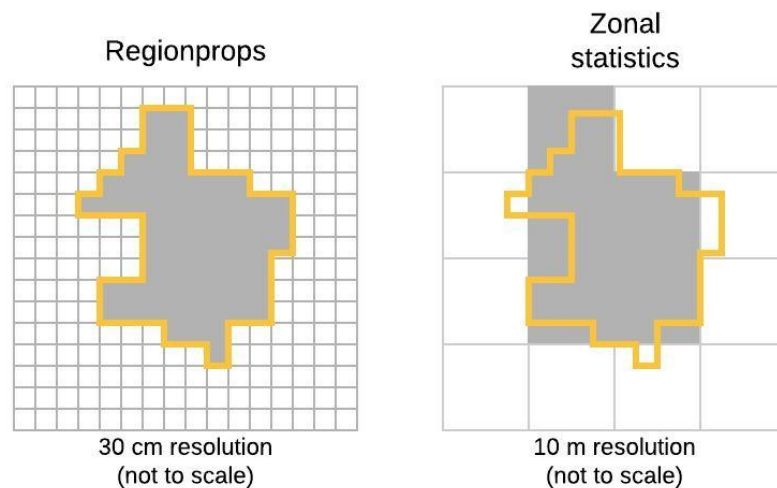 Regionprops
Zonal
statistics
30 cm resolution
(not to scale)
10 m resolution
(not to scale)